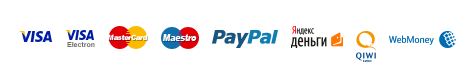 VISA
VISA
Electron
MasterCard
Maestro
PayPal
Яндекс
деньги
QIWI
WebMoney